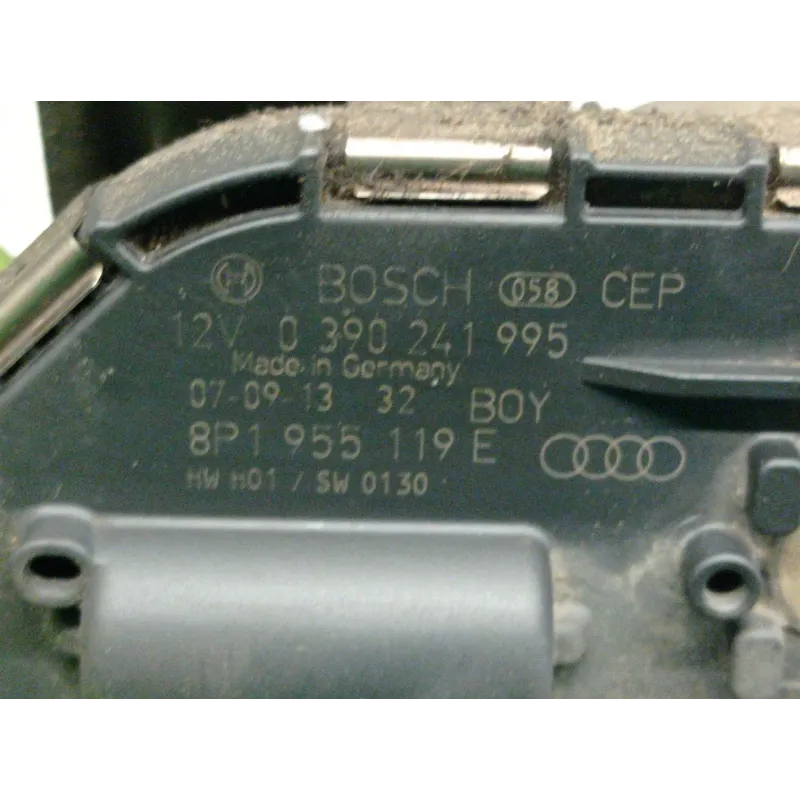 BOSCH 058 CEP
12V 0 390 241 995
Made in Germany
07-09-13 32 BOY
8P1 955 119 E
HW H01 / SW 0130